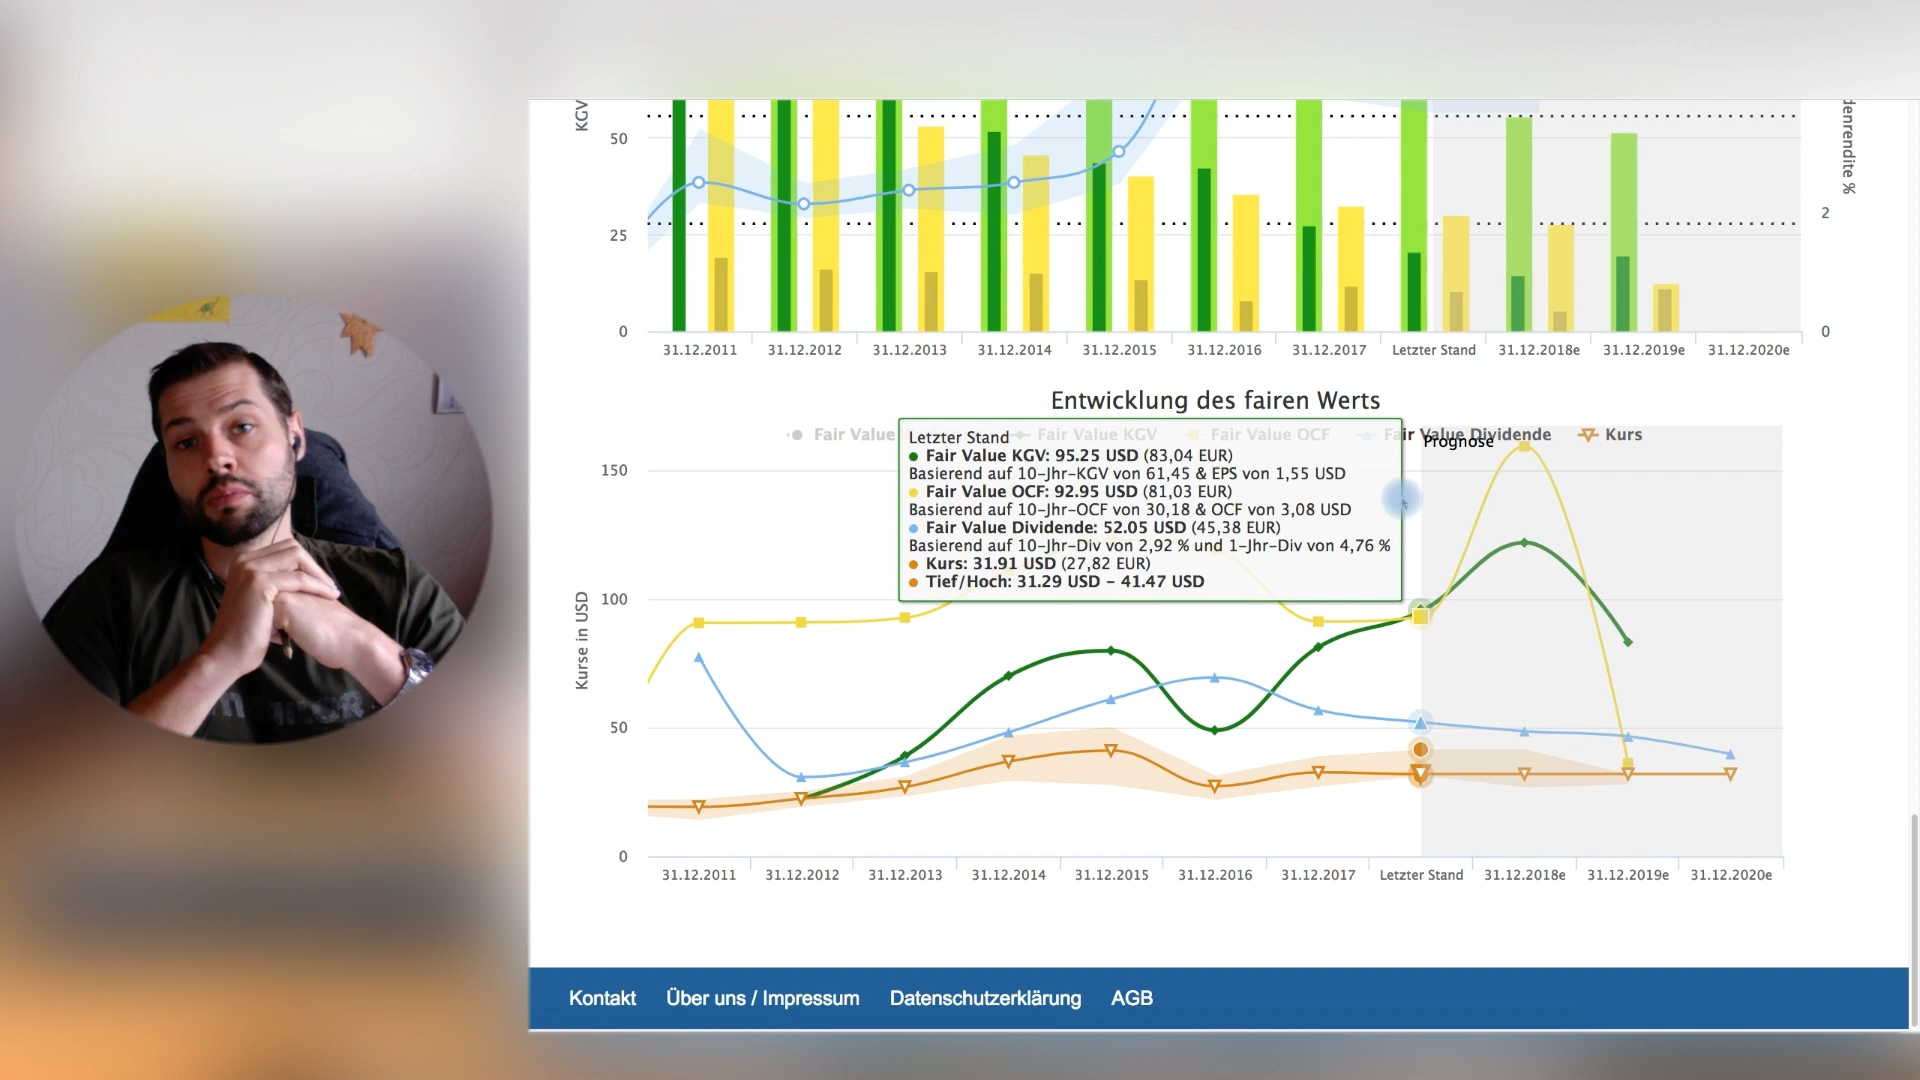 KGV
denrendite %
50
25
0
2
0
31.12.2011 31.12.2012 31.12.2013 31.12.2014 31.12.2015 31.12.2016 31.12.2017 Letzter Stand 31.12.2018e 31.12.2019e 31.12.2020e
Entwicklung des fairen Werts
Fair Value Fair Value KGV Fair Value OCF Fair Value Dividende Kurs
Prognose
Letzter Stand
Fair Value KGV: 95.25 USD (83,04 EUR)
Basierend auf 10-Jhr-KGV von 61,45 & EPS von 1,55 USD
Fair Value OCF: 92.95 USD (81,03 EUR)
Basierend auf 10-Jhr-OCF von 30,18 & OCF von 3,08 USD
Fair Value Dividende: 52.05 USD (45,38 EUR)
Basierend auf 10-Jhr-Div von 2,92 % und 1-Jhr-Div von 4,76 %
Kurs: 31.91 USD (27,82 EUR)
Tief/Hoch: 31.29 USD - 41.47 USD
Kurse in USD
150
100
50
0
31.12.2011 31.12.2012 31.12.2013 31.12.2014 31.12.2015 31.12.2016 31.12.2017 Letzter Stand 31.12.2018e 31.12.2019e 31.12.2020e
Kontakt Über uns / Impressum Datenschutzerklärung AGB